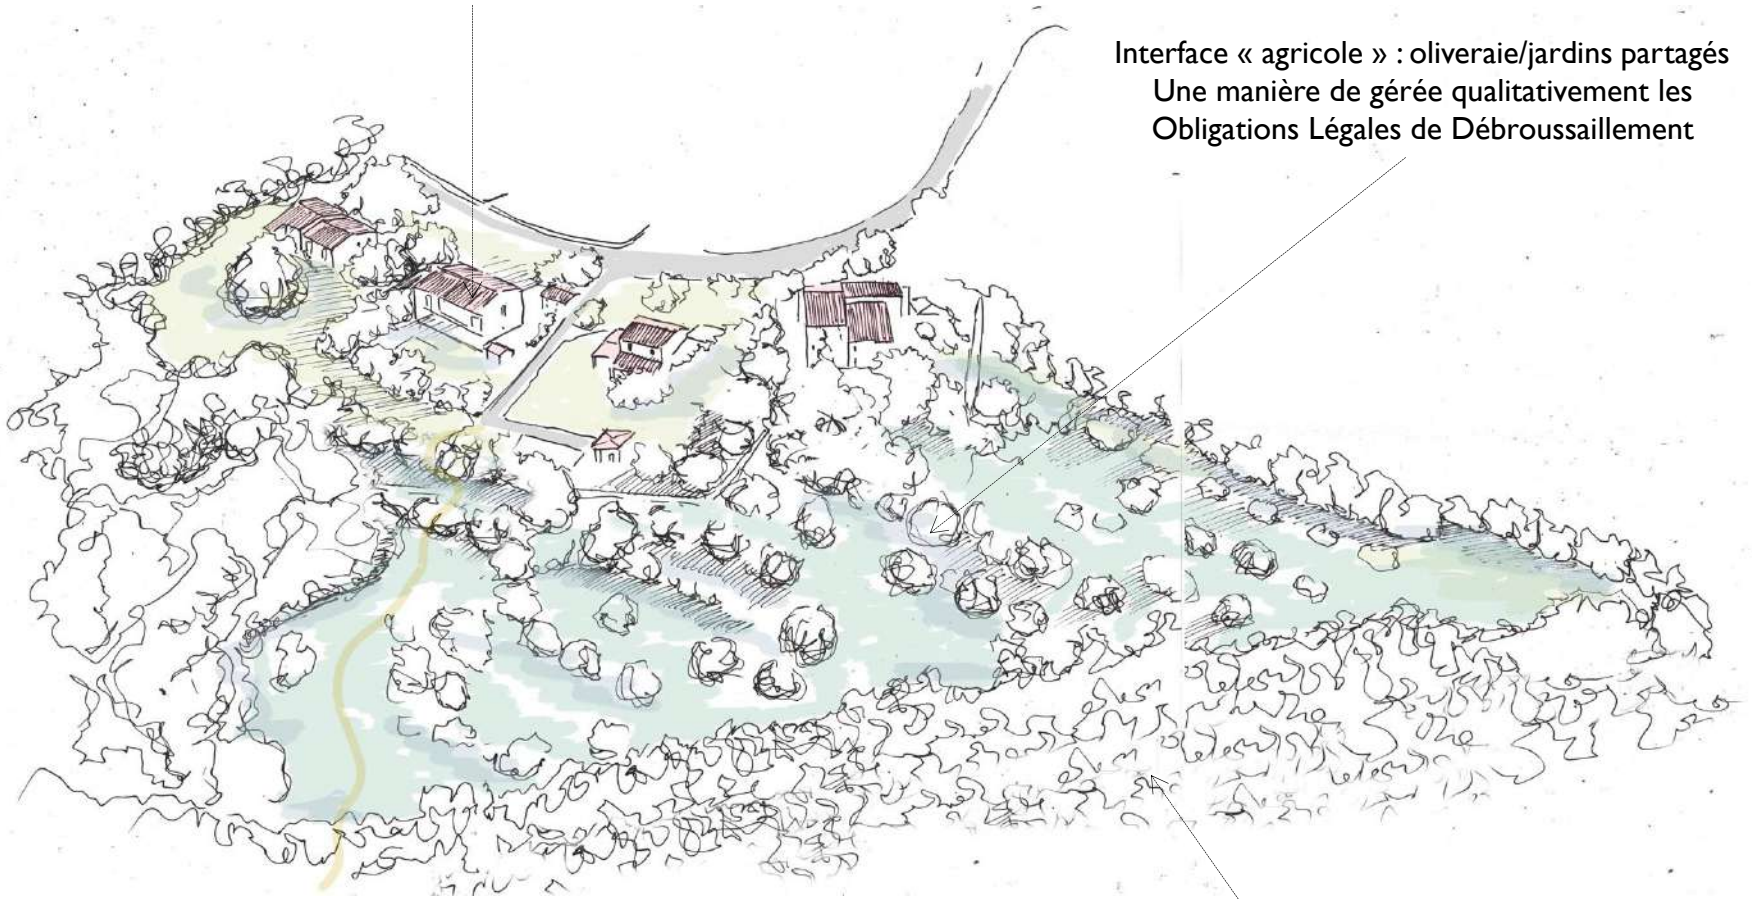 Interface « agricole » : oliveraie/jardins partagés
Une manière de gérée qualitativement les
Obligations Légales de Débroussaillement